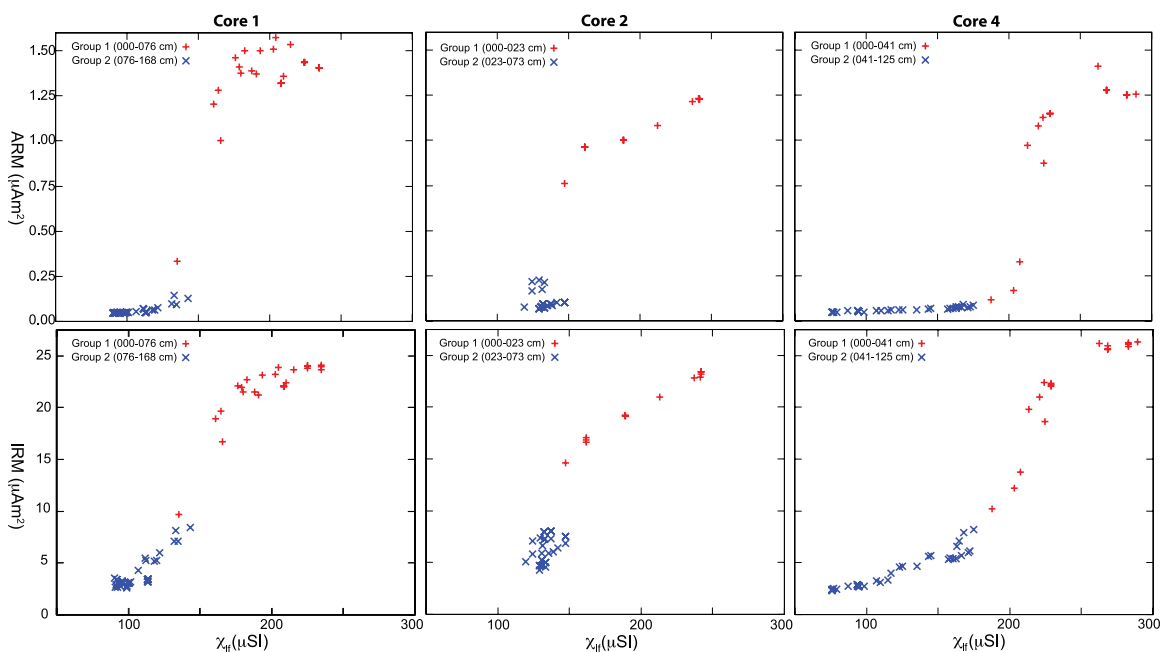 Core 1
Core 2
Core 4
Group 1 (000-076 cm) +
Group 2 (076-168 cm) ×
Group 1 (000-023 cm) +
Group 2 (023-073 cm) ×
Group 1 (000-041 cm) +
Group 2 (041-125 cm) ×
ARM (μAm²)
1.50
1.25
1.00
0.75
0.50
0.25
0.00
Group 1 (000-076 cm) +
Group 2 (076-168 cm) ×
Group 1 (000-023 cm) +
Group 2 (023-073 cm) ×
Group 1 (000-041 cm) +
Group 2 (041-125 cm) ×
IRM (μAm²)
25
20
15
10
5
0
100 200 300
100 200 300
100 200 300
χlf(μSI)
χlf(μSI)
χlf(μSI)